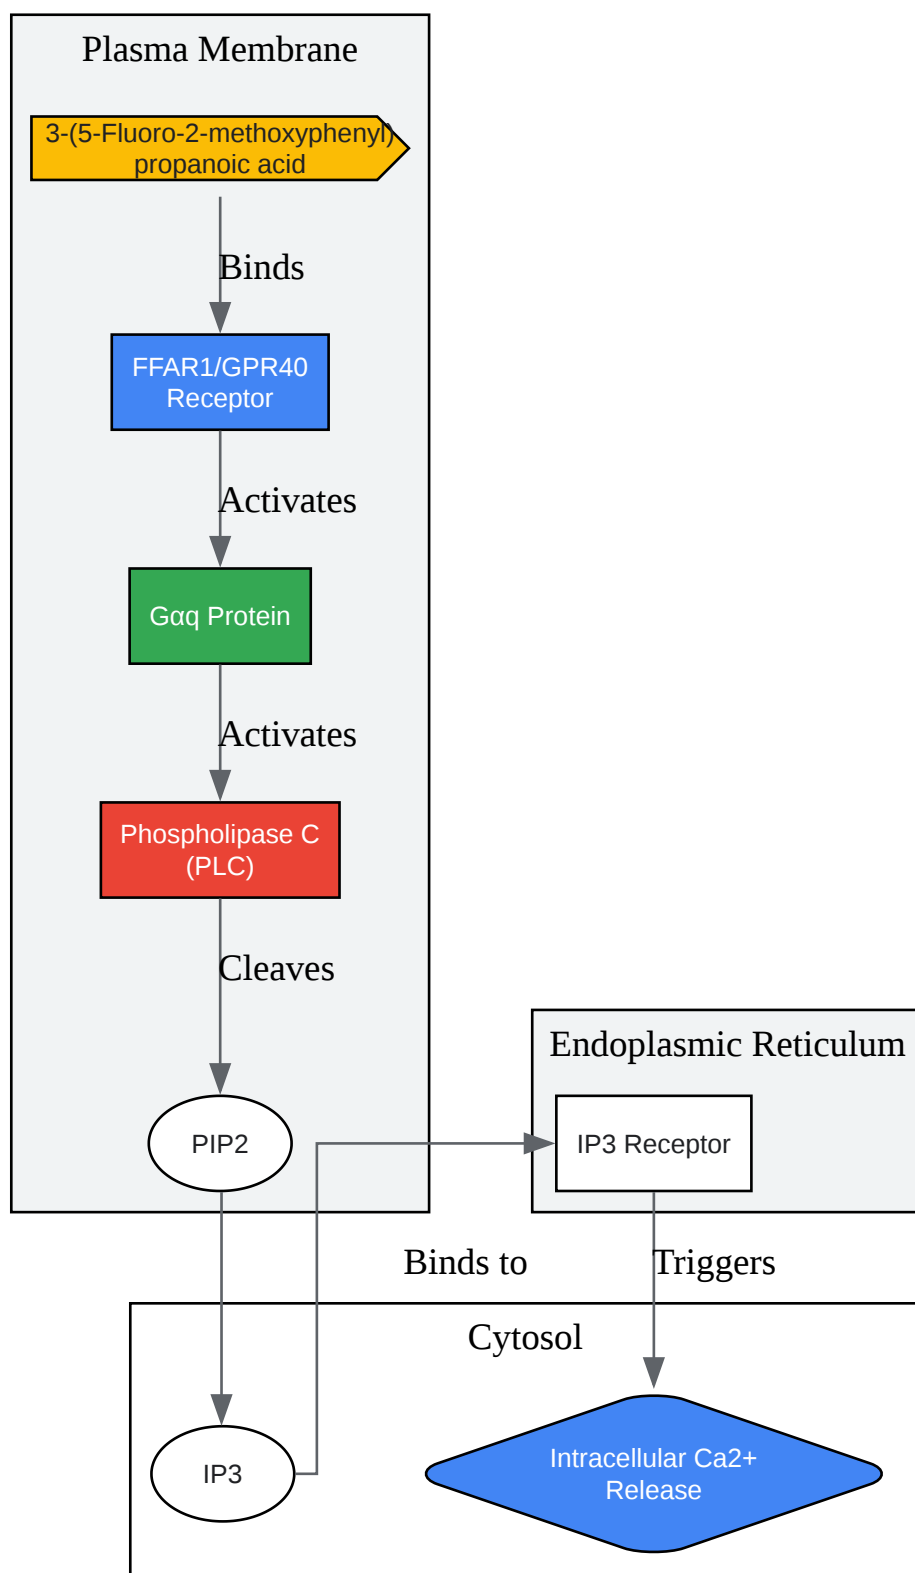 Plasma Membrane
3-(5-Fluoro-2-methoxyphenyl)
propanoic acid
Binds
FFAR1/GPR40
Receptor
Activates
Gαq Protein
Activates
Phospholipase C
(PLC)
Cleaves
Endoplasmic Reticulum
PIP2
IP3 Receptor
Binds to
Triggers
Cytosol
IP3
Intracellular Ca2+
Release